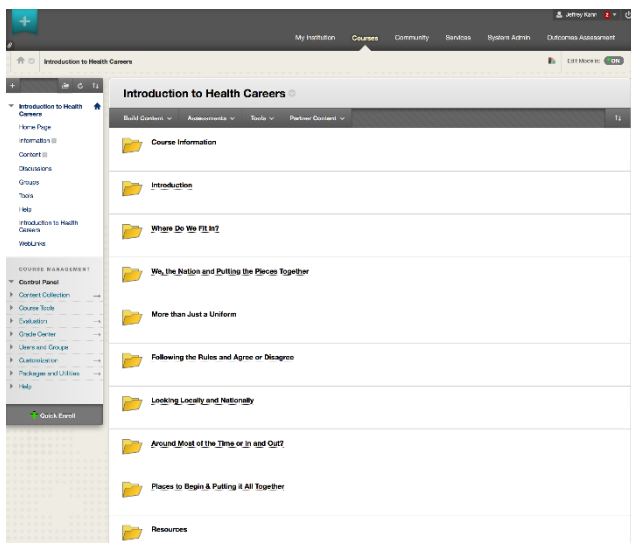 Jeffrey Kahn 2
My Institution Courses Community Services System Admin Outcomes Assessment
Introduction to Health Careers Edit Mode is: ON
Introduction to Health Careers
Home Page
Information
Content
Discussions
Groups
Tools
Help
Introduction to Health Careers
WebLinks
COURSE MANAGEMENT
Control Panel
Content Collection
Course Tools
Evaluation
Grade Center
Users and Groups
Customization
Packages and Utilities
Help
Quick Enroll
Introduction to Health Careers
Build Content Assessments Tools Partner Content
Course Information
Introduction
Where Do We Fit In?
We, the Nation and Putting the Pieces Together
More than Just a Uniform
Following the Rules and Agree or Disagree
Looking Locally and Nationally
Around Most of the Time or In and Out?
Places to Begin & Putting it All Together
Resources